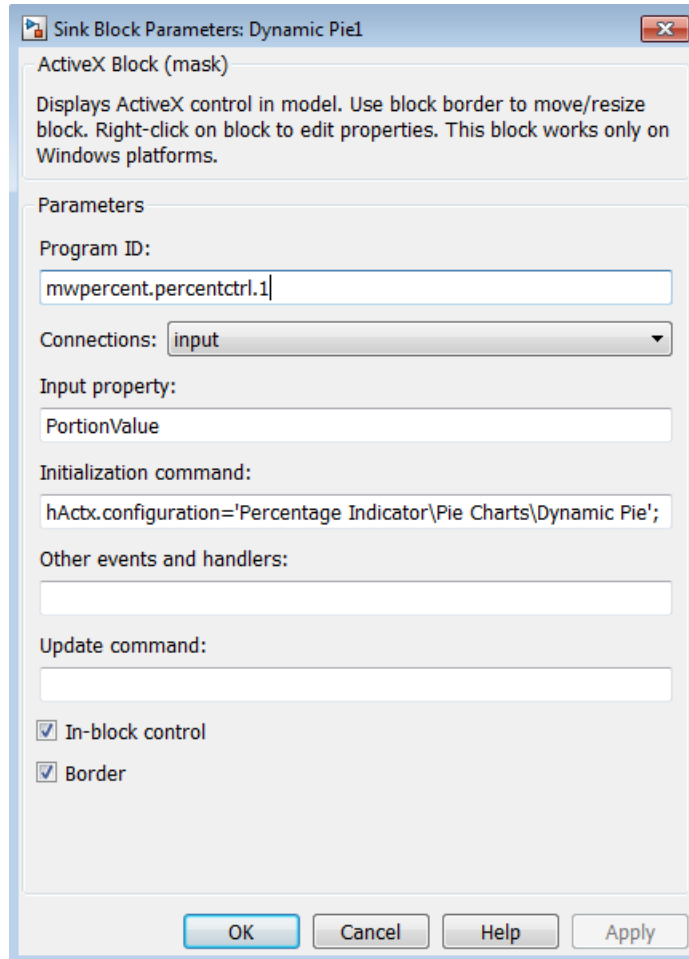 Sink Block Parameters: Dynamic Pie1
ActiveX Block (mask)
Displays ActiveX control in model. Use block border to move/resize
block. Right-click on block to edit properties. This block works only on
Windows platforms.
Parameters
Program ID:
mwpercent.percentctrl.1
Connections: input
Input property:
PortionValue
Initialization command:
hActx.configuration='Percentage Indicator\Pie Charts\Dynamic Pie';
Other events and handlers:
Update command:
In-block control
Border
OK Cancel Help Apply